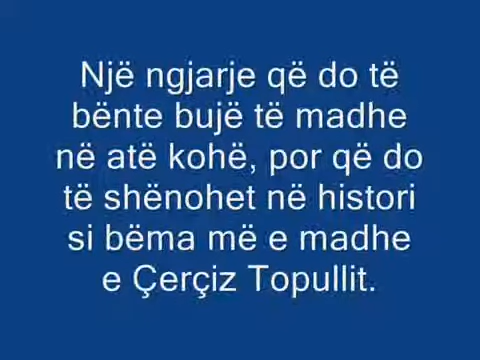 Një ngjarje që do të
bënte bujë të madhe
në atë kohë, por që do
të shënohet në histori
si bëma më e madhe
e Çerçiz Topullit.